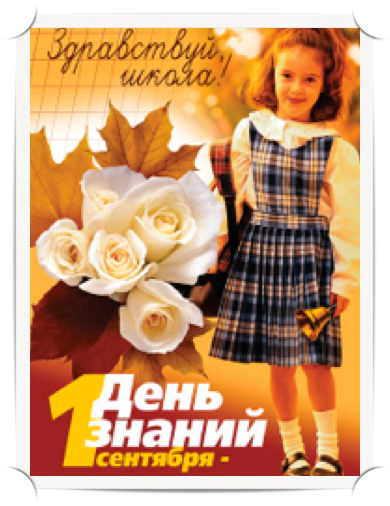 Здравствуй,
школа!
День
1 знаний
сентября -